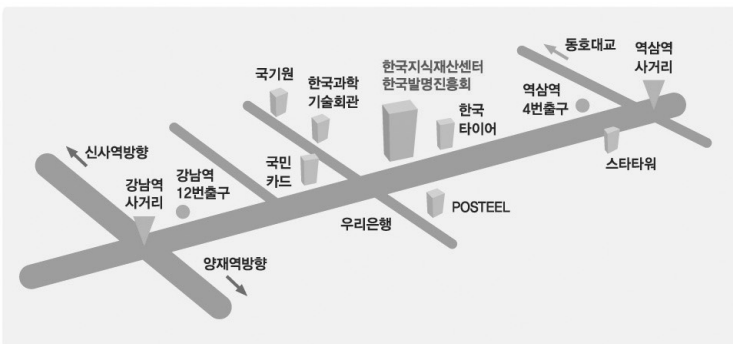 동호대교
역삼역
사거리
국기원
한국과학
기술회관
한국지식재산센터
한국발명진흥회
한국
타이어
역삼역
4번출구
스타타워
신사역방향
강남역
12번출구
국민
카드
강남역
사거리
POSTEEL
우리은행
양재역방향